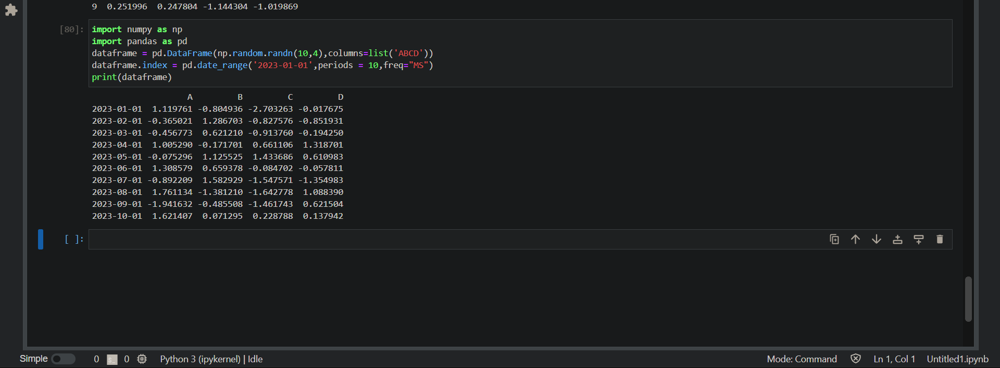 9  0.251996  0.247804 -1.144304 -1.019869
[80]:
import numpy as np
import pandas as pd
dataframe = pd.DataFrame(np.random.randn(10,4),columns=list('ABCD'))
dataframe.index = pd.date_range('2023-01-01',periods = 10,freq="MS")
print(dataframe)
                   A         B         C         D
2023-01-01  1.119761 -0.804936 -2.703263 -0.017675
2023-02-01 -0.365021  1.286703 -0.827576 -0.851931
2023-03-01 -0.456773  0.621210 -0.913760 -0.194250
2023-04-01  1.005290 -0.171701  0.661106  1.318701
2023-05-01 -0.075296  1.125525  1.433686  0.610983
2023-06-01  1.308579  0.659378 -0.084702 -0.057811
2023-07-01 -0.892209  1.582929 -1.547571 -1.354983
2023-08-01  1.761134 -1.381210 -1.642778  1.088390
2023-09-01 -1.941632 -0.485508 -1.461743  0.621504
2023-10-01  1.621407  0.071295  0.228788  0.137942
[ ]:
Simple 0 $_ 0 Python 3 (ipykernel) | Idle Mode: Command Ln 1, Col 1 Untitled1.ipynb